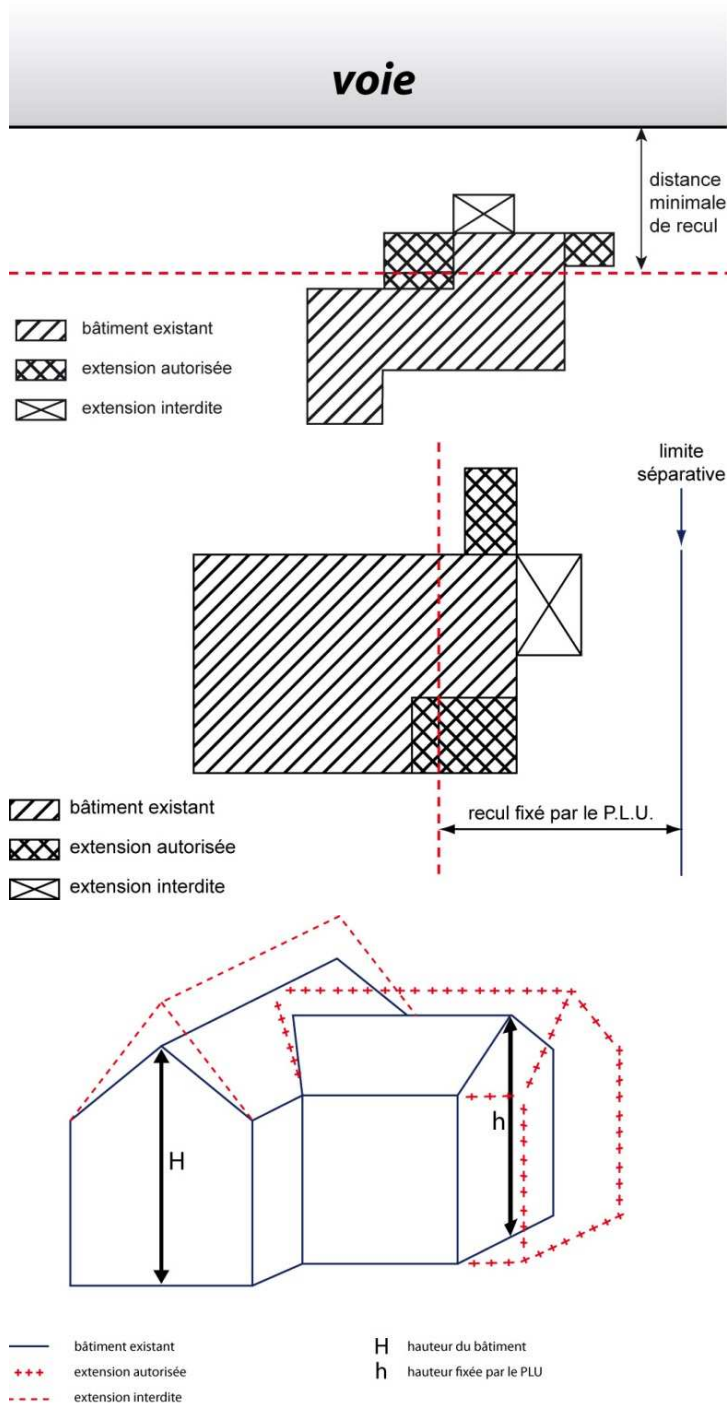 voie
distance
minimale
de recul
bâtiment existant
extension autorisée
extension interdite
limite
séparative
bâtiment existant
recul fixé par le P.L.U.
extension autorisée
extension interdite
H
h
bâtiment existant
H hauteur du bâtiment
extension autorisée
h hauteur fixée par le PLU
extension interdite